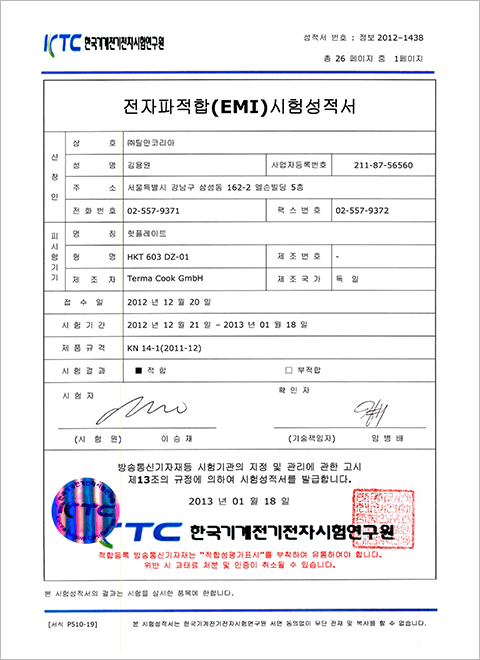 KTC 한국기계전기전자시험연구원
성적서 번호 : 정보 2012-1438
총 26 페이지 중 1페이지
전자파적합(EMI)시험성적서
신청인
상 호 ㈜틸만코리아
성 명 김용완 사업자등록번호 211-87-56560
주 소 서울특별시 강남구 삼성동 162-2 엘슨빌딩 5층
전화번호 02-557-9371 팩스번호 02-557-9372
피시험기기
명 칭 핫플레이트
형 명 HKT 603 DZ-01 제조번호 -
제 조 자 Terma Cook GmbH 제조국가 독 일
접 수 일 2012 년 12 월 20 일
시험기간 2012 년 12 월 21 일 – 2013 년 01 월 18 일
제품규격 KN 14-1(2011-12)
시험결과 ■ 적 합 □ 부적합
시 험 자 확 인 자
(시 험 원) 이 승 재 (기술책임자) 임 병 배
방송통신기자재등 시험기관의 지정 및 관리에 관한 고시
제13조의 규정에 의하여 시험성적서를 발급합니다.
2013 년 01 월 18 일
KTC 한국기계전기전자시험연구원
적합등록 방송통신기자재는 "적합성평가표시"를 부착하여 유통하여야 합니다.
위반 시 과태료 처분 및 인증이 취소될 수 있습니다.
본 시험성적서의 결과는 시험을 실시한 품목에 한합니다.
[서식 P510-19] 본 시험성적서는 한국기계전기전자시험연구원 서면 동의없이 무단 전재 및 복사를 할 수 없습니다.